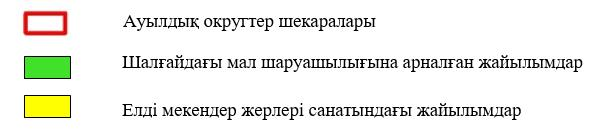 Ауылдық округтер шекаралары
Шалғайдағы мал шаруашылығына арналған жайылымдар
Елді мекендер жерлері санатындағы жайылымдар